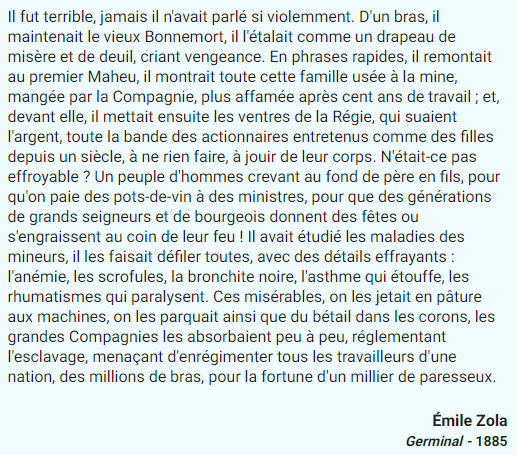 Il fut terrible, jamais il n'avait parlé si violemment. D'un bras, il
maintenait le vieux Bonnemort, il l'étalait comme un drapeau de
misère et de deuil, criant vengeance. En phrases rapides, il remontait
au premier Maheu, il montrait toute cette famille usée à la mine,
mangée par la Compagnie, plus affamée après cent ans de travail ; et,
devant elle, il mettait ensuite les ventres de la Régie, qui suaient
l'argent, toute la bande des actionnaires entretenus comme des filles
depuis un siècle, à ne rien faire, à jouir de leur corps. N'était-ce pas
effroyable ? Un peuple d'hommes crevant au fond de père en fils, pour
qu'on paie des pots-de-vin à des ministres, pour que des générations
de grands seigneurs et de bourgeois donnent des fêtes ou
s'engraissent au coin de leur feu ! Il avait étudié les maladies des
mineurs, il les faisait défiler toutes, avec des détails effrayants :
l'anémie, les scrofules, la bronchite noire, l'asthme qui étouffe, les
rhumatismes qui paralysent. Ces misérables, on les jetait en pâture
aux machines, on les parquait ainsi que du bétail dans les corons, les
grandes Compagnies les absorbaient peu à peu, réglementant
l'esclavage, menaçant d'enrégimenter tous les travailleurs d'une
nation, des millions de bras, pour la fortune d'un millier de paresseux.
Émile Zola
Germinal - 1885